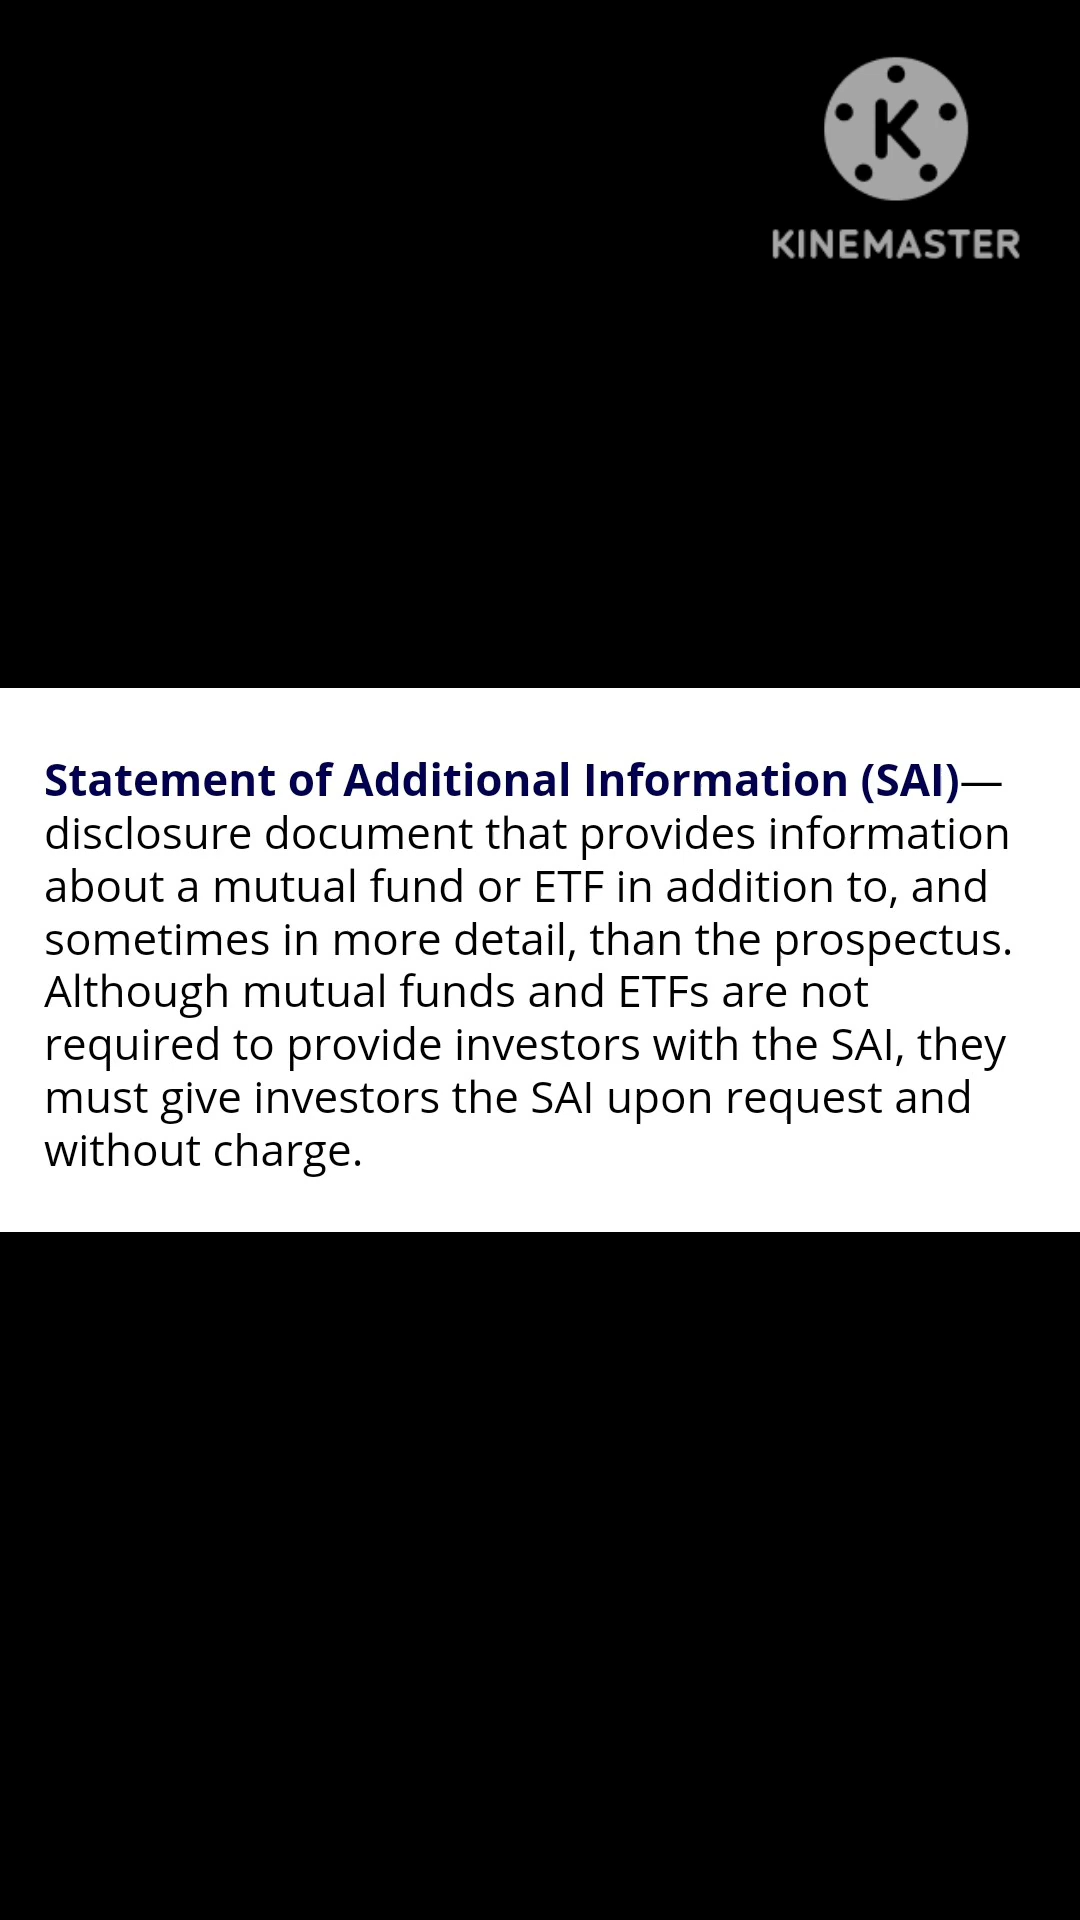 K
KINEMASTER
Statement of Additional Information (SAI)—
disclosure document that provides information
about a mutual fund or ETF in addition to, and
sometimes in more detail, than the prospectus.
Although mutual funds and ETFs are not
required to provide investors with the SAI, they
must give investors the SAI upon request and
without charge.